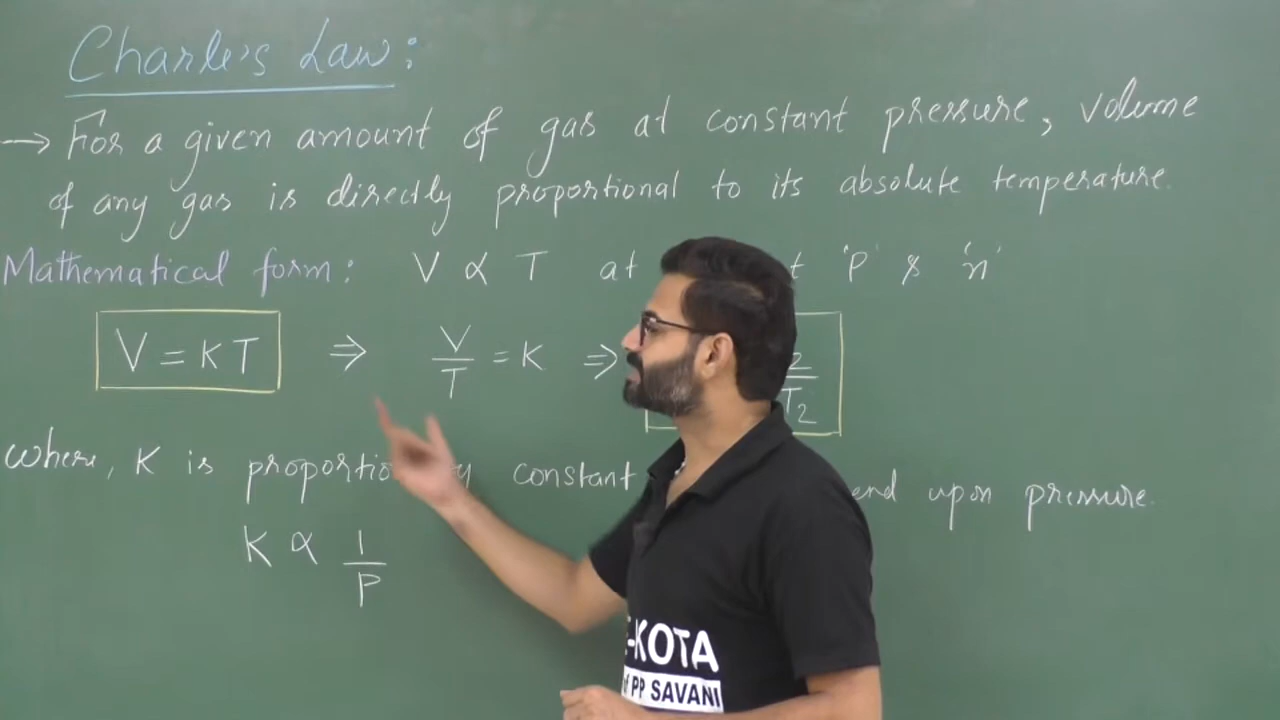 Charle's Law:
→ For a given amount of gas at constant pressure, volume
of any gas is directly proportional to its absolute temperature.
Mathematical form: V ∝ T at 'P' & 'n'
V = KT ⇒ V/T = K ⇒ 2/T2
where, K is constant upon pressure.
K ∝ 1/P
-KOTA
PP SAVANI